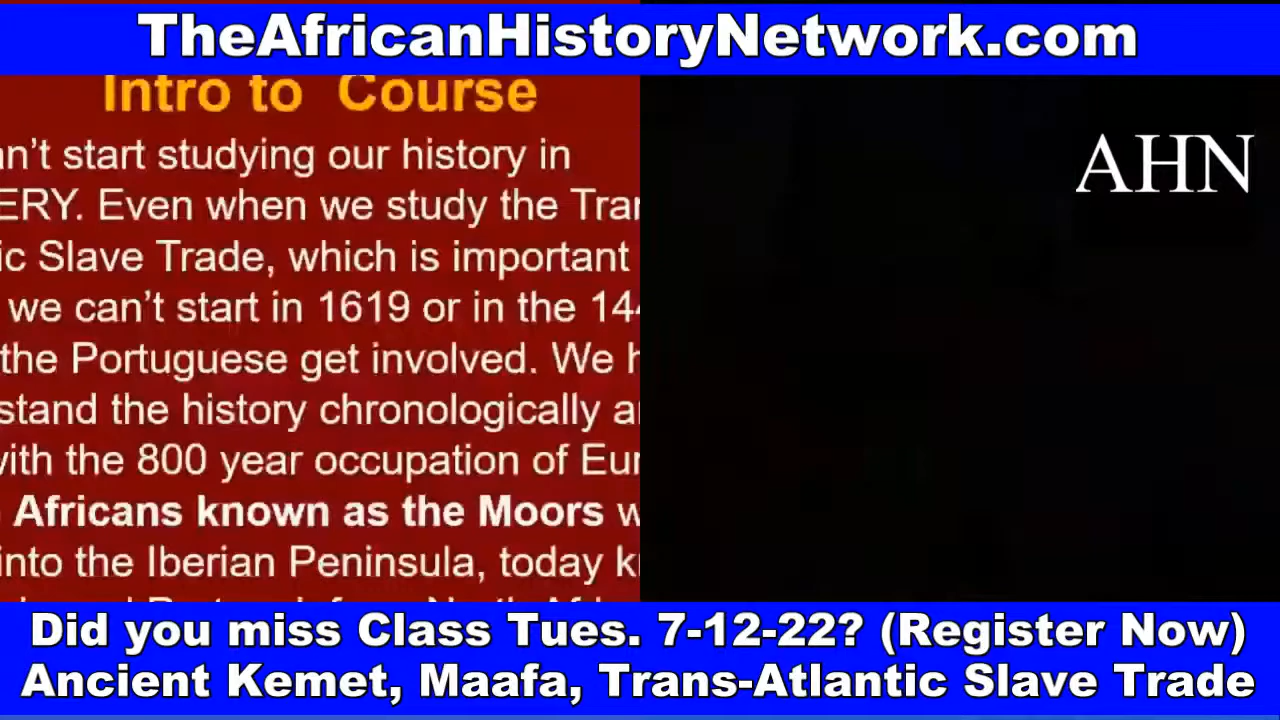 TheAfricanHistoryNetwork.com
Intro to Course
an't start studying our history in
ERY. Even when we study the Tra
ic Slave Trade, which is important
we can't start in 1619 or in the 14
the Portuguese get involved. We
stand the history chronologically a
with the 800 year occupation of Eu
Africans known as the Moors
into the Iberian Peninsula, today
AHN
Did you miss Class Tues. 7-12-22? (Register Now)
Ancient Kemet, Maafa, Trans-Atlantic Slave Trade